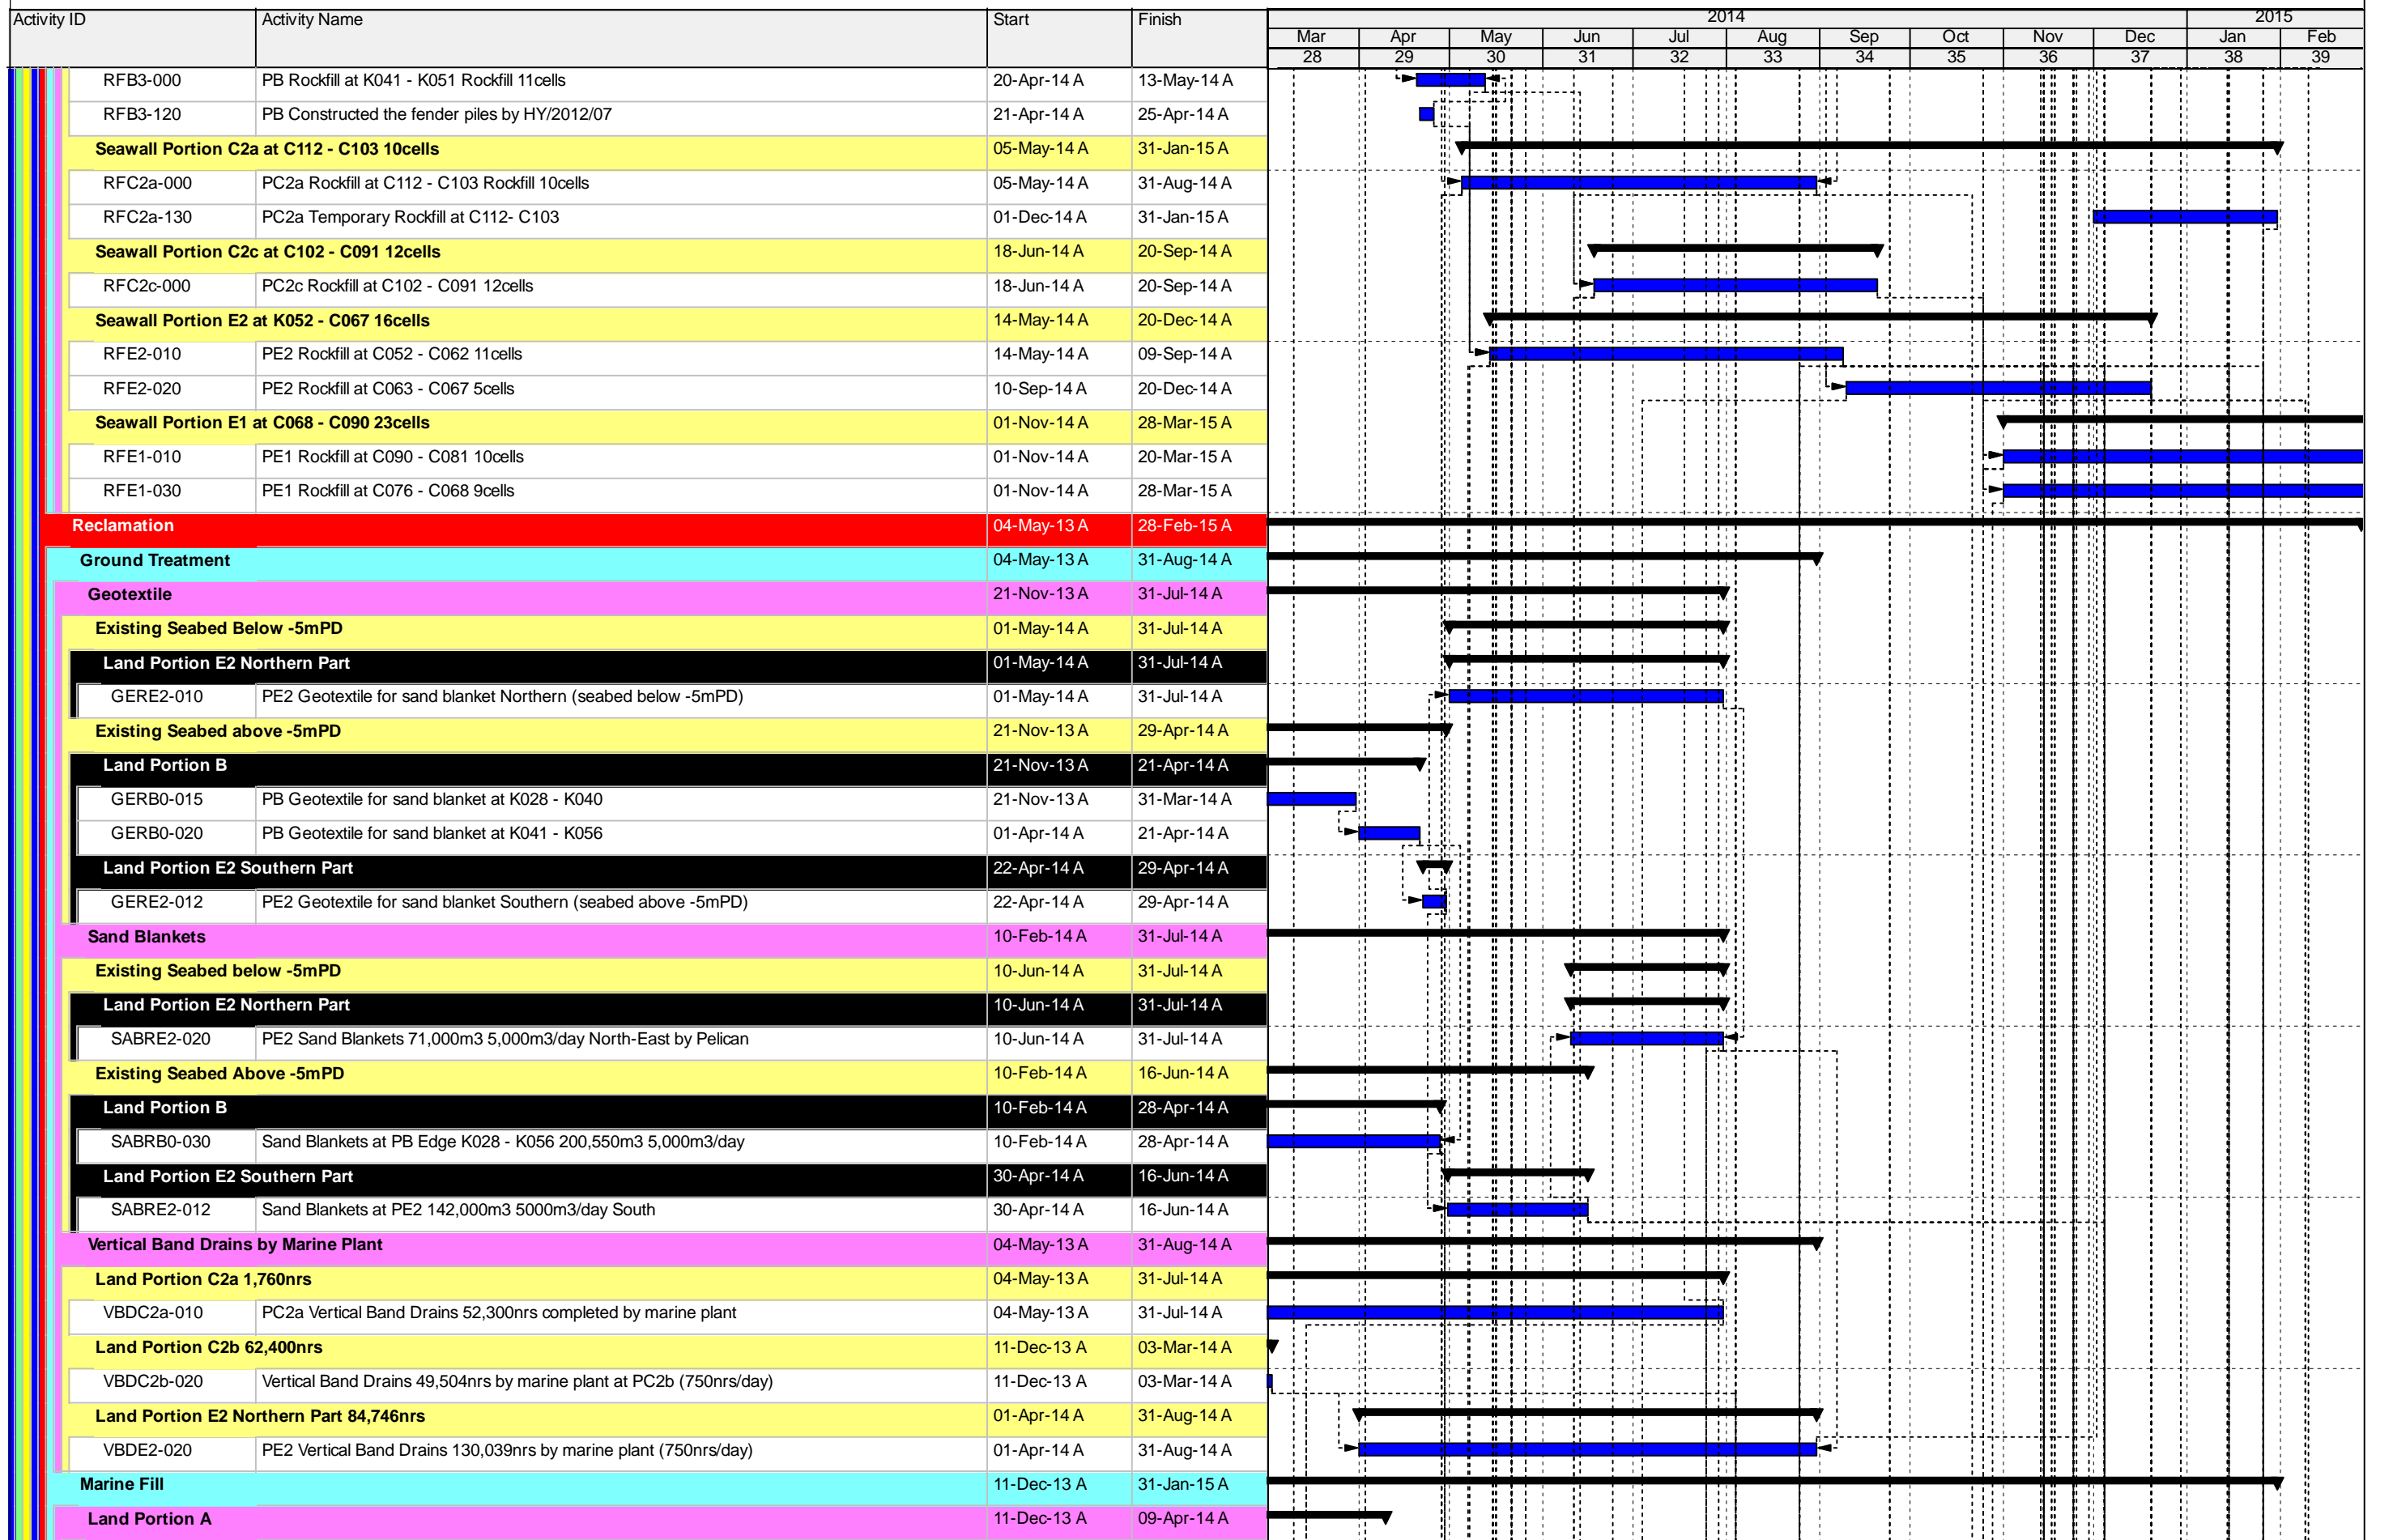 Activity ID Activity Name Start Finish 2014 2015
Mar Apr May Jun Jul Aug Sep Oct Nov Dec Jan Feb
28 29 30 31 32 33 34 35 36 37 38 39
RFB3-000 PB Rockfill at K041 - K051 Rockfill 11cells 20-Apr-14 A 13-May-14 A
RFB3-120 PB Constructed the fender piles by HY/2012/07 21-Apr-14 A 25-Apr-14 A
Seawall Portion C2a at C112 - C103 10cells 05-May-14 A 31-Jan-15 A
RFC2a-000 PC2a Rockfill at C112 - C103 Rockfill 10cells 05-May-14 A 31-Aug-14 A
RFC2a-130 PC2a Temporary Rockfill at C112- C103 01-Dec-14 A 31-Jan-15 A
Seawall Portion C2c at C102 - C091 12cells 18-Jun-14 A 20-Sep-14 A
RFC2c-000 PC2c Rockfill at C102 - C091 12cells 18-Jun-14 A 20-Sep-14 A
Seawall Portion E2 at K052 - C067 16cells 14-May-14 A 20-Dec-14 A
RFE2-010 PE2 Rockfill at C052 - C062 11cells 14-May-14 A 09-Sep-14 A
RFE2-020 PE2 Rockfill at C063 - C067 5cells 10-Sep-14 A 20-Dec-14 A
Seawall Portion E1 at C068 - C090 23cells 01-Nov-14 A 28-Mar-15 A
RFE1-010 PE1 Rockfill at C090 - C081 10cells 01-Nov-14 A 20-Mar-15 A
RFE1-030 PE1 Rockfill at C076 - C068 9cells 01-Nov-14 A 28-Mar-15 A
Reclamation 04-May-13 A 28-Feb-15 A
Ground Treatment 04-May-13 A 31-Aug-14 A
Geotextile 21-Nov-13 A 31-Jul-14 A
Existing Seabed Below -5mPD 01-May-14 A 31-Jul-14 A
Land Portion E2 Northern Part 01-May-14 A 31-Jul-14 A
GERE2-010 PE2 Geotextile for sand blanket Northern (seabed below -5mPD) 01-May-14 A 31-Jul-14 A
Existing Seabed above -5mPD 21-Nov-13 A 29-Apr-14 A
Land Portion B 21-Nov-13 A 21-Apr-14 A
GERB0-015 PB Geotextile for sand blanket at K028 - K040 21-Nov-13 A 31-Mar-14 A
GERB0-020 PB Geotextile for sand blanket at K041 - K056 01-Apr-14 A 21-Apr-14 A
Land Portion E2 Southern Part 22-Apr-14 A 29-Apr-14 A
GERE2-012 PE2 Geotextile for sand blanket Southern (seabed above -5mPD) 22-Apr-14 A 29-Apr-14 A
Sand Blankets 10-Feb-14 A 31-Jul-14 A
Existing Seabed below -5mPD 10-Jun-14 A 31-Jul-14 A
Land Portion E2 Northern Part 10-Jun-14 A 31-Jul-14 A
SABRE2-020 PE2 Sand Blankets 71,000m3 5,000m3/day North-East by Pelican 10-Jun-14 A 31-Jul-14 A
Existing Seabed Above -5mPD 10-Feb-14 A 16-Jun-14 A
Land Portion B 10-Feb-14 A 28-Apr-14 A
SABRB0-030 Sand Blankets at PB Edge K028 - K056 200,550m3 5,000m3/day 10-Feb-14 A 28-Apr-14 A
Land Portion E2 Southern Part 30-Apr-14 A 16-Jun-14 A
SABRE2-012 Sand Blankets at PE2 142,000m3 5000m3/day South 30-Apr-14 A 16-Jun-14 A
Vertical Band Drains by Marine Plant 04-May-13 A 31-Aug-14 A
Land Portion C2a 1,760nrs 04-May-13 A 31-Jul-14 A
VBDC2a-010 PC2a Vertical Band Drains 52,300nrs completed by marine plant 04-May-13 A 31-Jul-14 A
Land Portion C2b 62,400nrs 11-Dec-13 A 03-Mar-14 A
VBDC2b-020 Vertical Band Drains 49,504nrs by marine plant at PC2b (750nrs/day) 11-Dec-13 A 03-Mar-14 A
Land Portion E2 Northern Part 84,746nrs 01-Apr-14 A 31-Aug-14 A
VBDE2-020 PE2 Vertical Band Drains 130,039nrs by marine plant (750nrs/day) 01-Apr-14 A 31-Aug-14 A
Marine Fill 11-Dec-13 A 31-Jan-15 A
Land Portion A 11-Dec-13 A 09-Apr-14 A